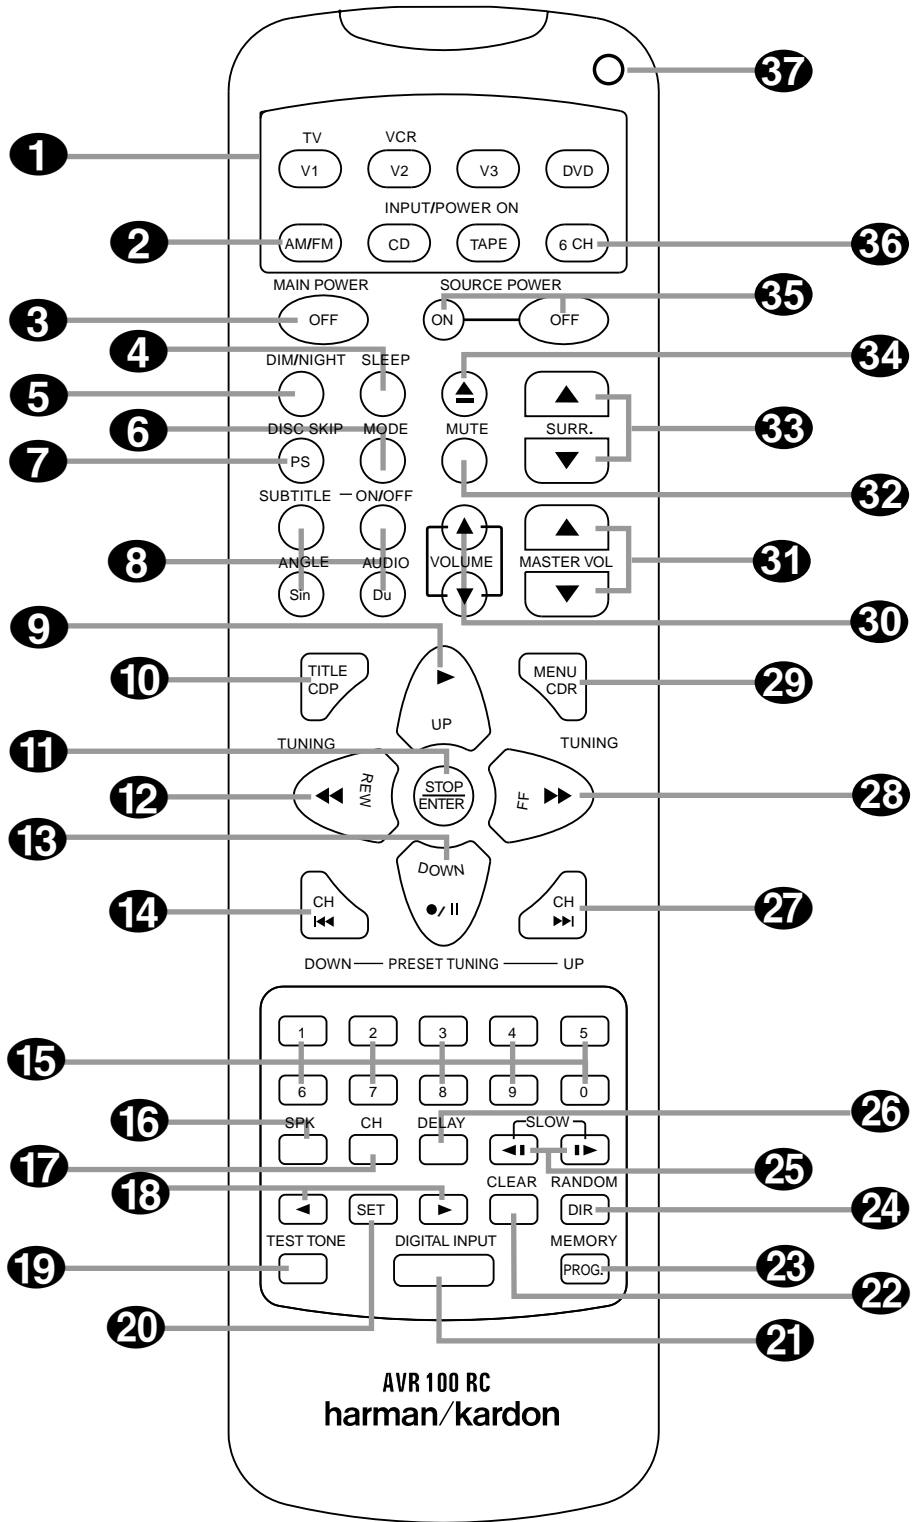 37
TV VCR
1 V1 V2 V3 DVD
INPUT/POWER ON
2 AM/FM CD TAPE 6 CH 36
MAIN POWER SOURCE POWER 35
3 OFF ON OFF
4 34
DIM/NIGHT SLEEP
5
6 DISC SKIP MODE MUTE SURR. 33
7 PS
32
SUBTITLE — ON/OFF
8 ANGLE AUDIO VOLUME MASTER VOL 31
Sin Du
9 30
10 TITLE MENU 29
CDP CDR
UP
TUNING TUNING
11
12 REW STOP FF 28
ENTER
13
DOWN
14 CH CH 27
DOWN — PRESET TUNING — UP
1 2 3 4 5
15
6 7 8 9 0
16 SPK CH DELAY SLOW 26
17 25
18 CLEAR RANDOM
SET DIR 24
TEST TONE DIGITAL INPUT MEMORY
19 PROG. 23
22
20 21
AVR 100 RC
harman/kardon